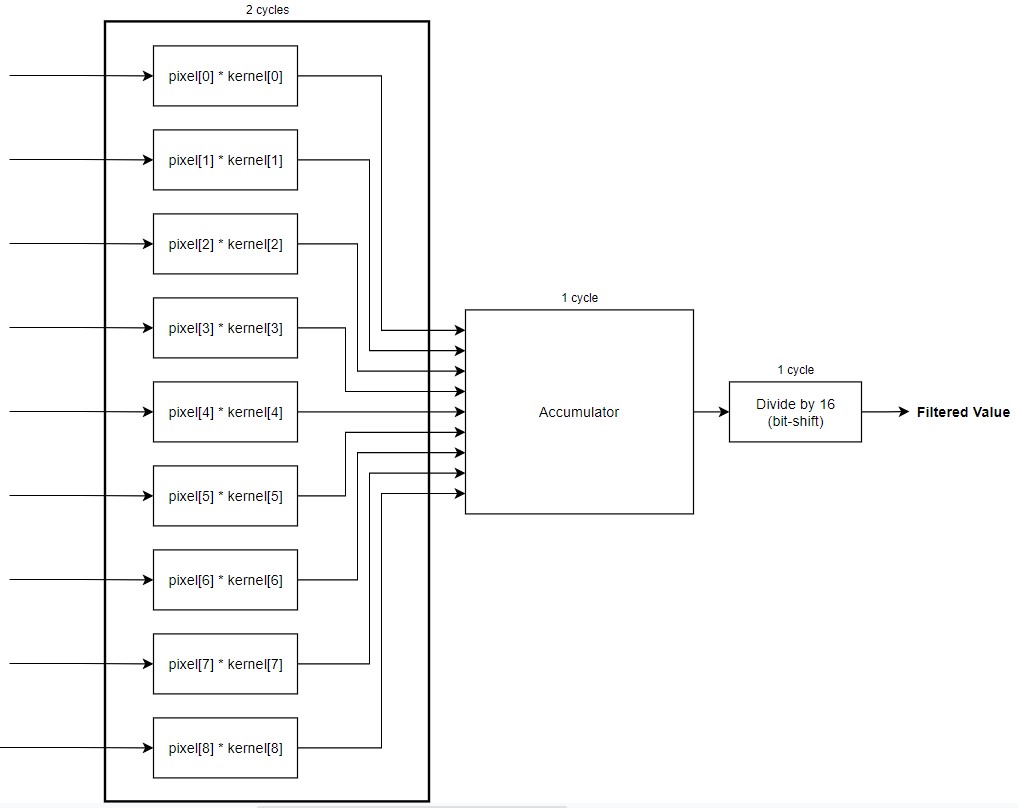 2 cycles
pixel[0] * kernel[0]
pixel[1] * kernel[1]
pixel[2] * kernel[2]
pixel[3] * kernel[3]
pixel[4] * kernel[4]
pixel[5] * kernel[5]
pixel[6] * kernel[6]
pixel[7] * kernel[7]
pixel[8] * kernel[8]
1 cycle
Accumulator
1 cycle
Divide by 16
(bit-shift)
Filtered Value